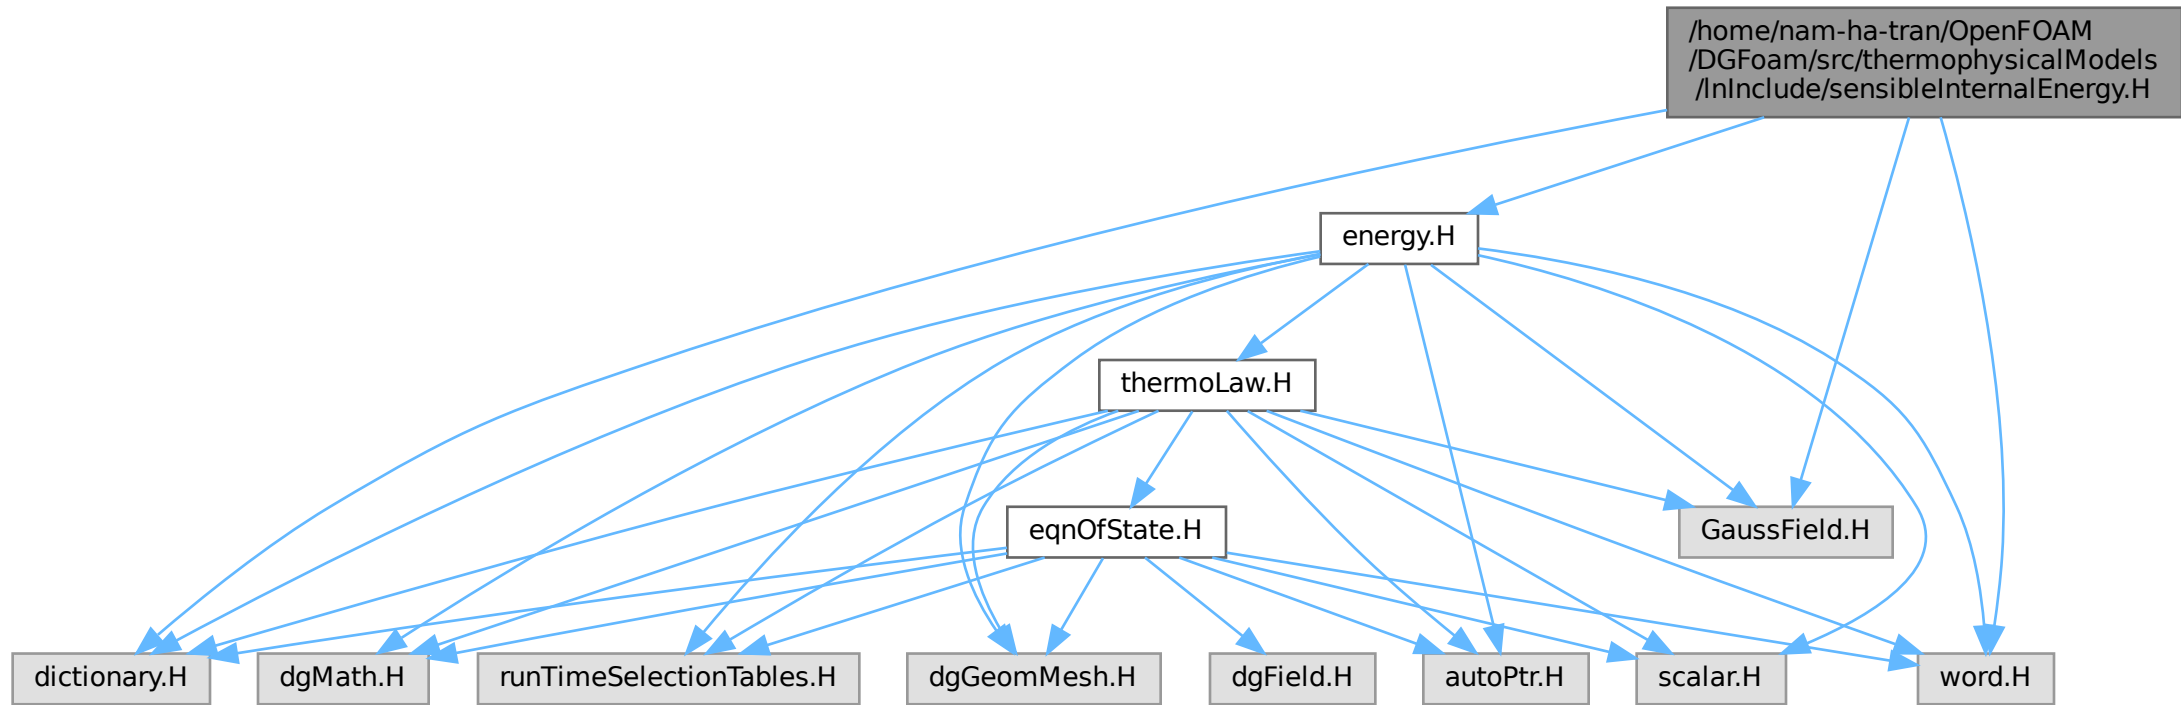 /home/nam-ha-tran/OpenFOAM
/DGFoam/src/thermophysicalModels
/lnInclude/sensibleInternalEnergy.H
energy.H
thermoLaw.H
eqnOfState.H
GaussField.H
dictionary.H
dgMath.H
runTimeSelectionTables.H
dgGeomMesh.H
dgField.H
autoPtr.H
scalar.H
word.H